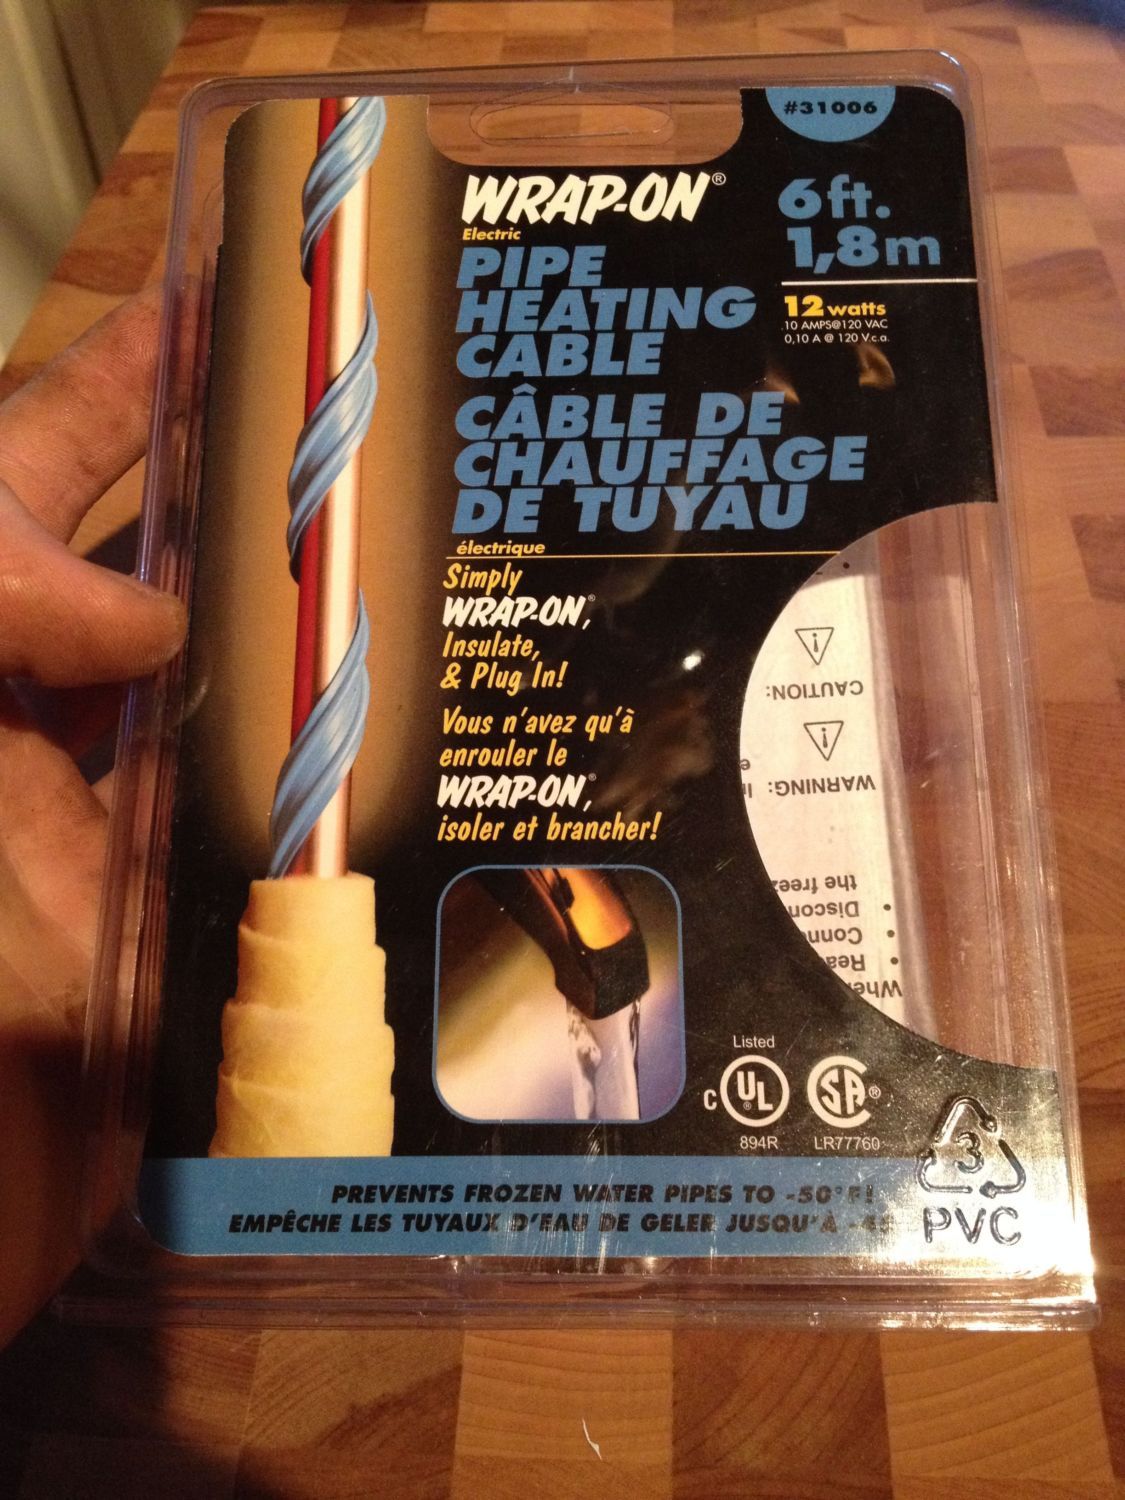 #31006
WRAP-ON®
Electric
PIPE
HEATING
CABLE
6 ft.
1,8m
12 watts
.10 AMPS@120 VAC
0,10 A @ 120 V.c.a.
CÂBLE DE
CHAUFFAGE
DE TUYAU
électrique
Simply
WRAP-ON®,
Insulate,
& Plug In!
Vous n'avez qu'à
enrouler le
WRAP-ON®,
isoler et brancher!
CAUTION:
WARNING:
the
Listed
C UL®
894R
SA®
LR77760
3
PVC
PREVENTS FROZEN WATER PIPES TO -50°F!
EMPÊCHE LES TUYAUX D'EAU DE GELER JUSQU'À